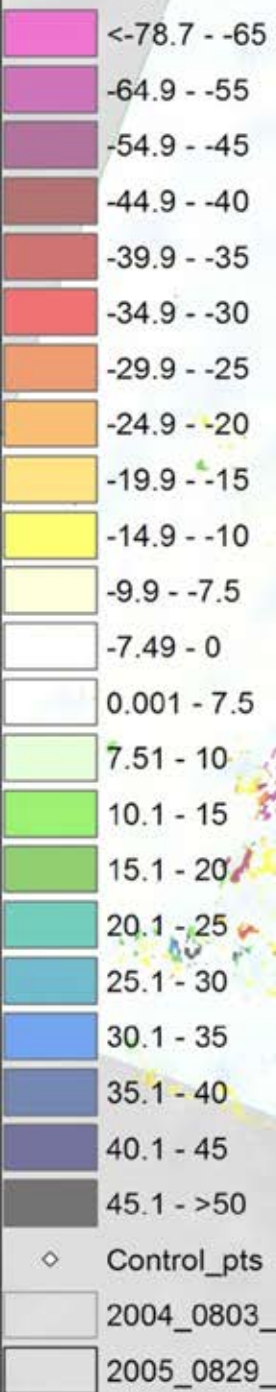 <-78.7 - -65
-64.9 - -55
-54.9 - -45
-44.9 - -40
-39.9 - -35
-34.9 - -30
-29.9 - -25
-24.9 - -20
-19.9 - -15
-14.9 - -10
-9.9 - -7.5
-7.49 - 0
0.001 - 7.5
7.51 - 10
10.1 - 15
15.1 - 20
20.1 - 25
25.1 - 30
30.1 - 35
35.1 - 40
40.1 - 45
45.1 - >50
Control_pts
2004_0803_
2005_0829_